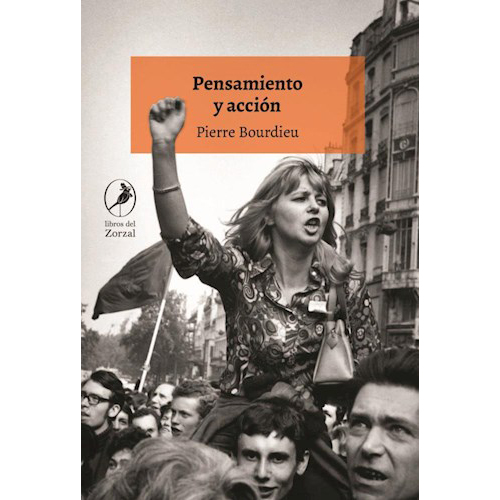 Pensamiento
y acción
Pierre Bourdieu
libros del
Zorzal